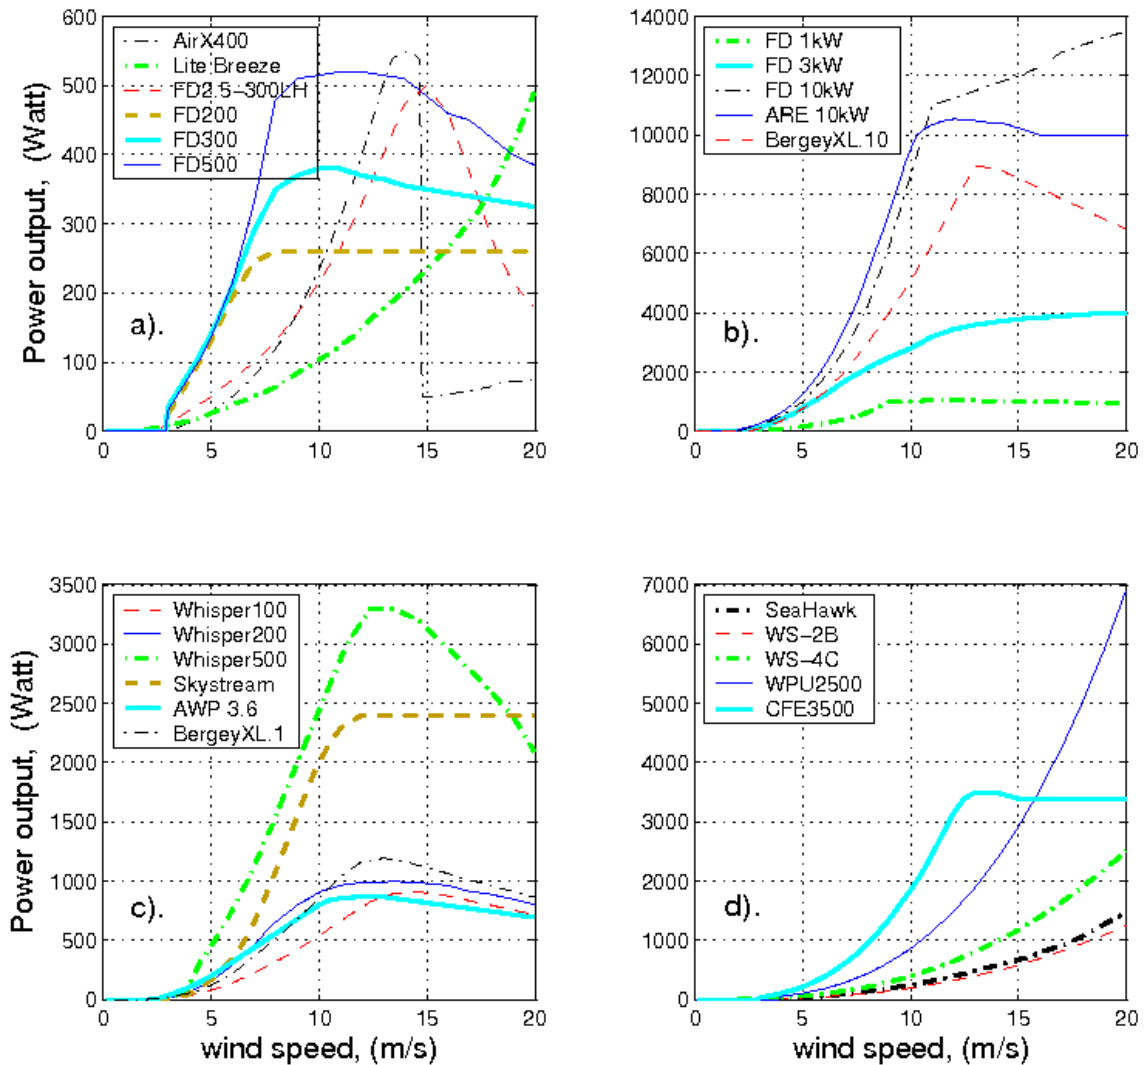 600
500
400
300
200
100
0
0 5 10 15 20
Power output, (Watt)
AirX400
Lite Breeze
FD2.5-300LH
FD200
FD300
FD500
a).
14000
12000
10000
8000
6000
4000
2000
0
0 5 10 15 20
FD 1kW
FD 3kW
FD 10kW
ARE 10kW
BergeyXL.10
b).
3500
3000
2500
2000
1500
1000
500
0
0 5 10 15 20
Power output, (Watt)
wind speed, (m/s)
Whisper100
Whisper200
Whisper500
Skystream
AWP 3.6
BergeyXL.1
c).
7000
6000
5000
4000
3000
2000
1000
0
0 5 10 15 20
wind speed, (m/s)
SeaHawk
WS-2B
WS-4C
WPU2500
CFE3500
d).